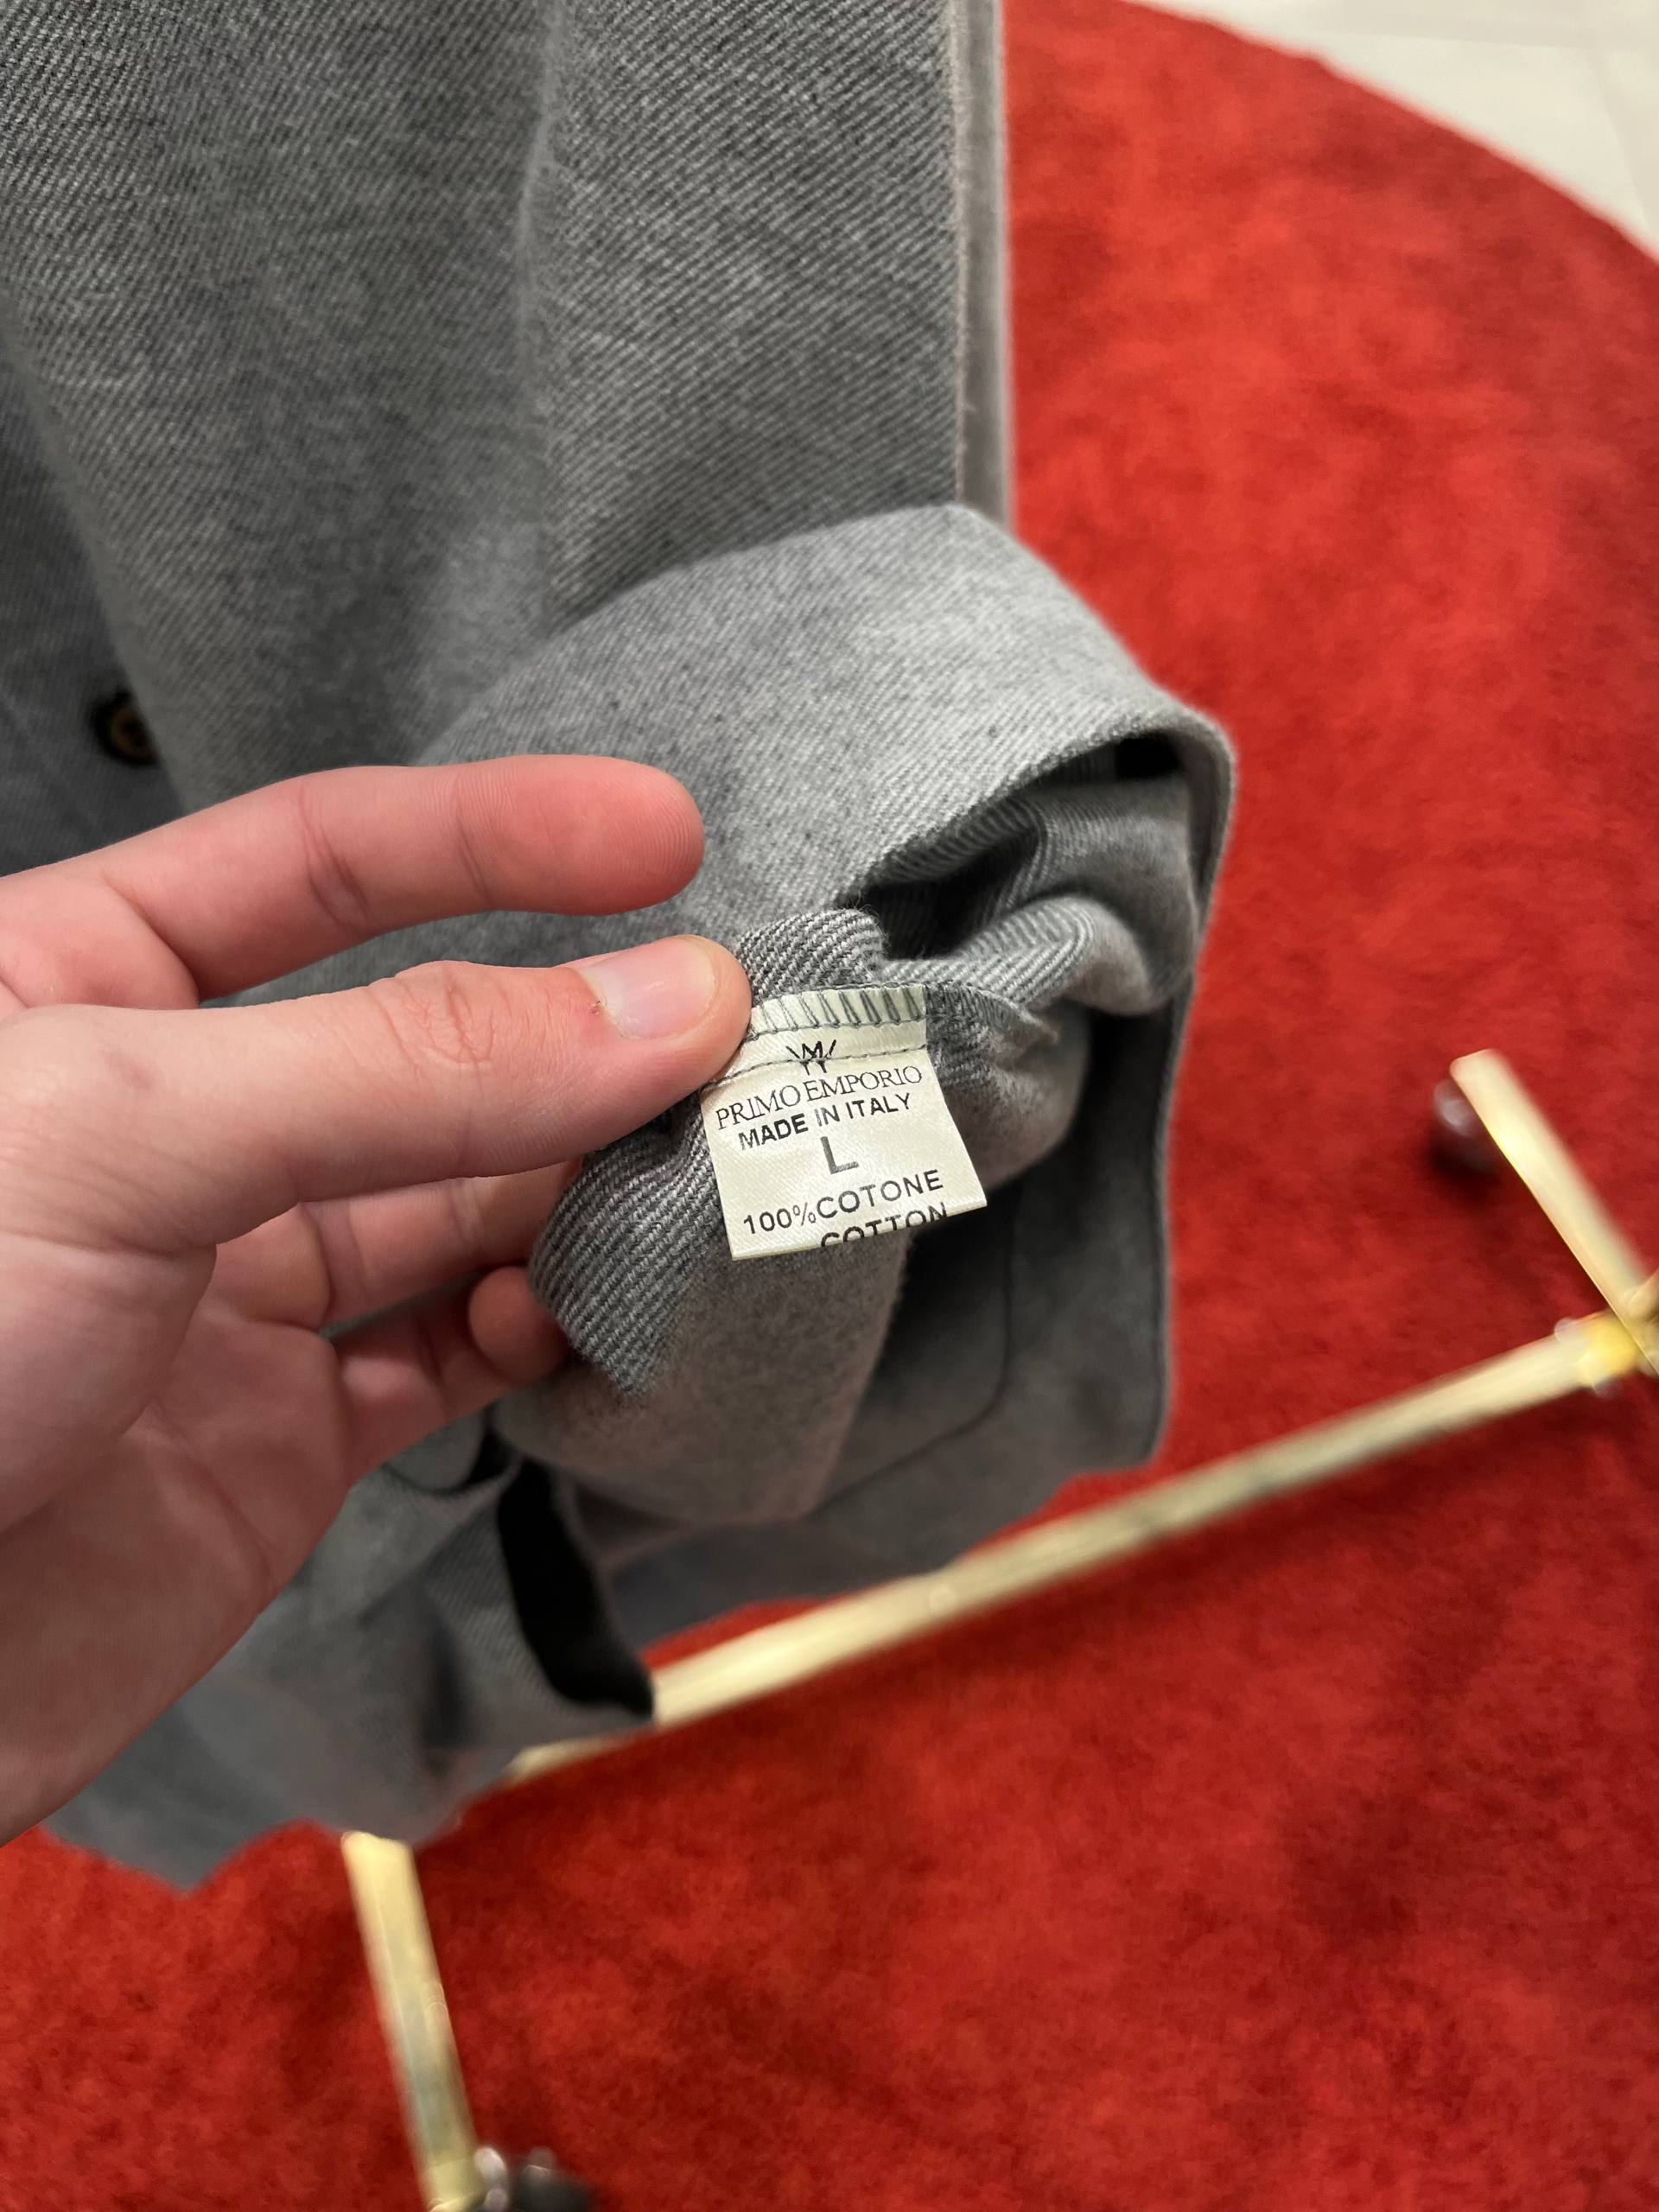 PRIMO EMPORIO
MADE IN ITALY
L
100%COTONE
COTTON